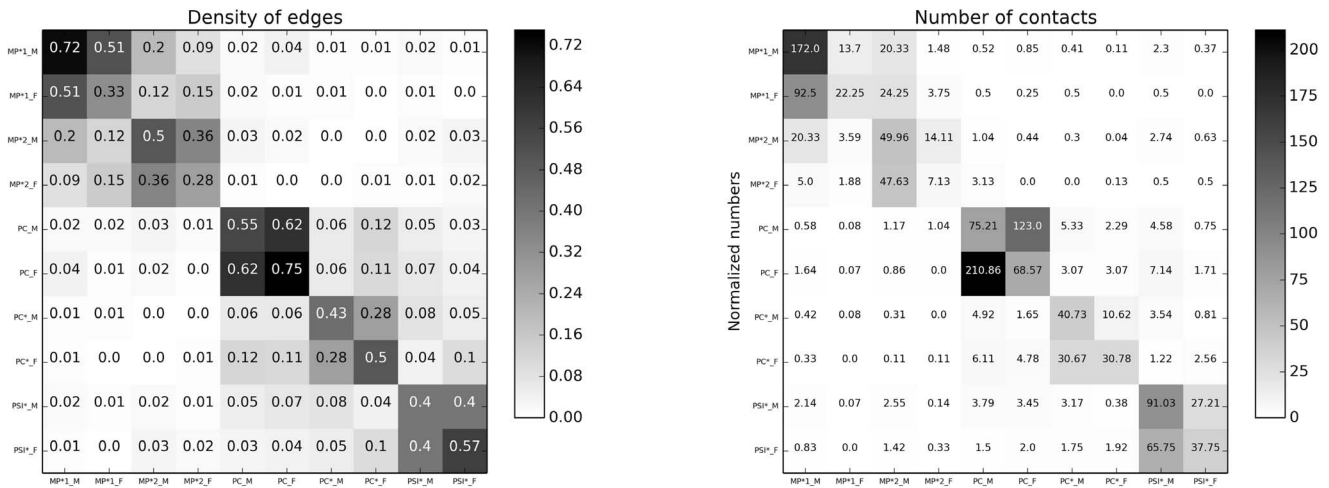 Density of edges
MP*1_M 0.72 0.51 0.2 0.09 0.02 0.04 0.01 0.01 0.02 0.01
MP*1_F 0.51 0.33 0.12 0.15 0.02 0.01 0.01 0.0 0.01 0.0
MP*2_M 0.2 0.12 0.5 0.36 0.03 0.02 0.0 0.0 0.02 0.03
MP*2_F 0.09 0.15 0.36 0.28 0.01 0.0 0.0 0.01 0.01 0.02
PC_M 0.02 0.02 0.03 0.01 0.55 0.62 0.06 0.12 0.05 0.03
PC_F 0.04 0.01 0.02 0.0 0.62 0.75 0.06 0.11 0.07 0.04
PC*_M 0.01 0.01 0.0 0.0 0.06 0.06 0.43 0.28 0.08 0.05
PC*_F 0.01 0.0 0.0 0.01 0.12 0.11 0.28 0.5 0.04 0.1
PSI*_M 0.02 0.01 0.02 0.01 0.05 0.07 0.08 0.04 0.4 0.4
PSI*_F 0.01 0.0 0.03 0.02 0.03 0.04 0.05 0.1 0.4 0.57
MP*1_M MP*1_F MP*2_M MP*2_F PC_M PC_F PC*_M PC*_F PSI*_M PSI*_F
0.72
0.64
0.56
0.48
0.40
0.32
0.24
0.16
0.08
0.00
Number of contacts
Normalized numbers
MP*1_M 172.0 13.7 20.33 1.48 0.52 0.85 0.41 0.11 2.3 0.37
MP*1_F 92.5 22.25 24.25 3.75 0.5 0.25 0.5 0.0 0.5 0.0
MP*2_M 20.33 3.59 49.96 14.11 1.04 0.44 0.3 0.04 2.74 0.63
MP*2_F 5.0 1.88 47.63 7.13 3.13 0.0 0.0 0.13 0.5 0.5
PC_M 0.58 0.08 1.17 1.04 75.21 123.0 5.33 2.29 4.58 0.75
PC_F 1.64 0.07 0.86 0.0 210.86 68.57 3.07 3.07 7.14 1.71
PC*_M 0.42 0.08 0.31 0.0 4.92 1.65 40.73 10.62 3.54 0.81
PC*_F 0.33 0.0 0.11 0.11 6.11 4.78 30.67 30.78 1.22 2.56
PSI*_M 2.14 0.07 2.55 0.14 3.79 3.45 3.17 0.38 91.03 27.21
PSI*_F 0.83 0.0 1.42 0.33 1.5 2.0 1.75 1.92 65.75 37.75
MP*1_M MP*1_F MP*2_M MP*2_F PC_M PC_F PC*_M PC*_F PSI*_M PSI*_F
200
175
150
125
100
75
50
25
0